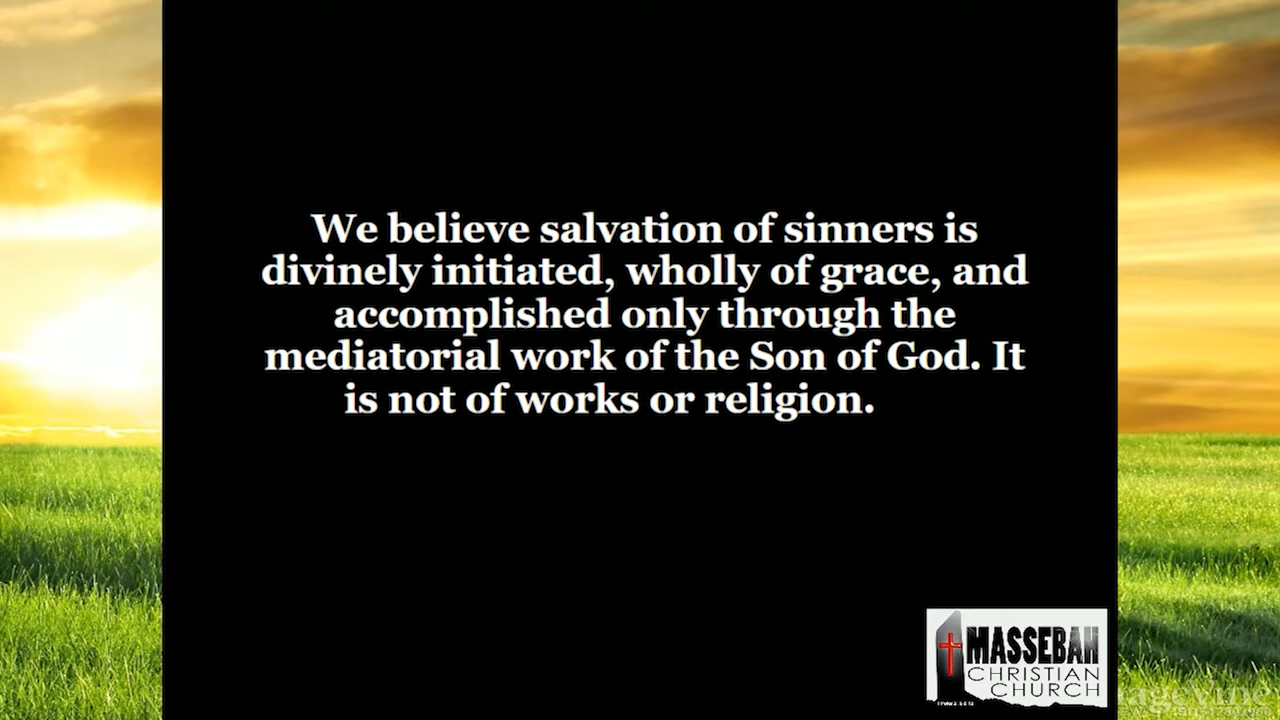 We believe salvation of sinners is
divinely initiated, wholly of grace, and
accomplished only through the
mediatorial work of the Son of God. It
is not of works or religion.
MASSEBAH
CHRISTIAN
CHURCH